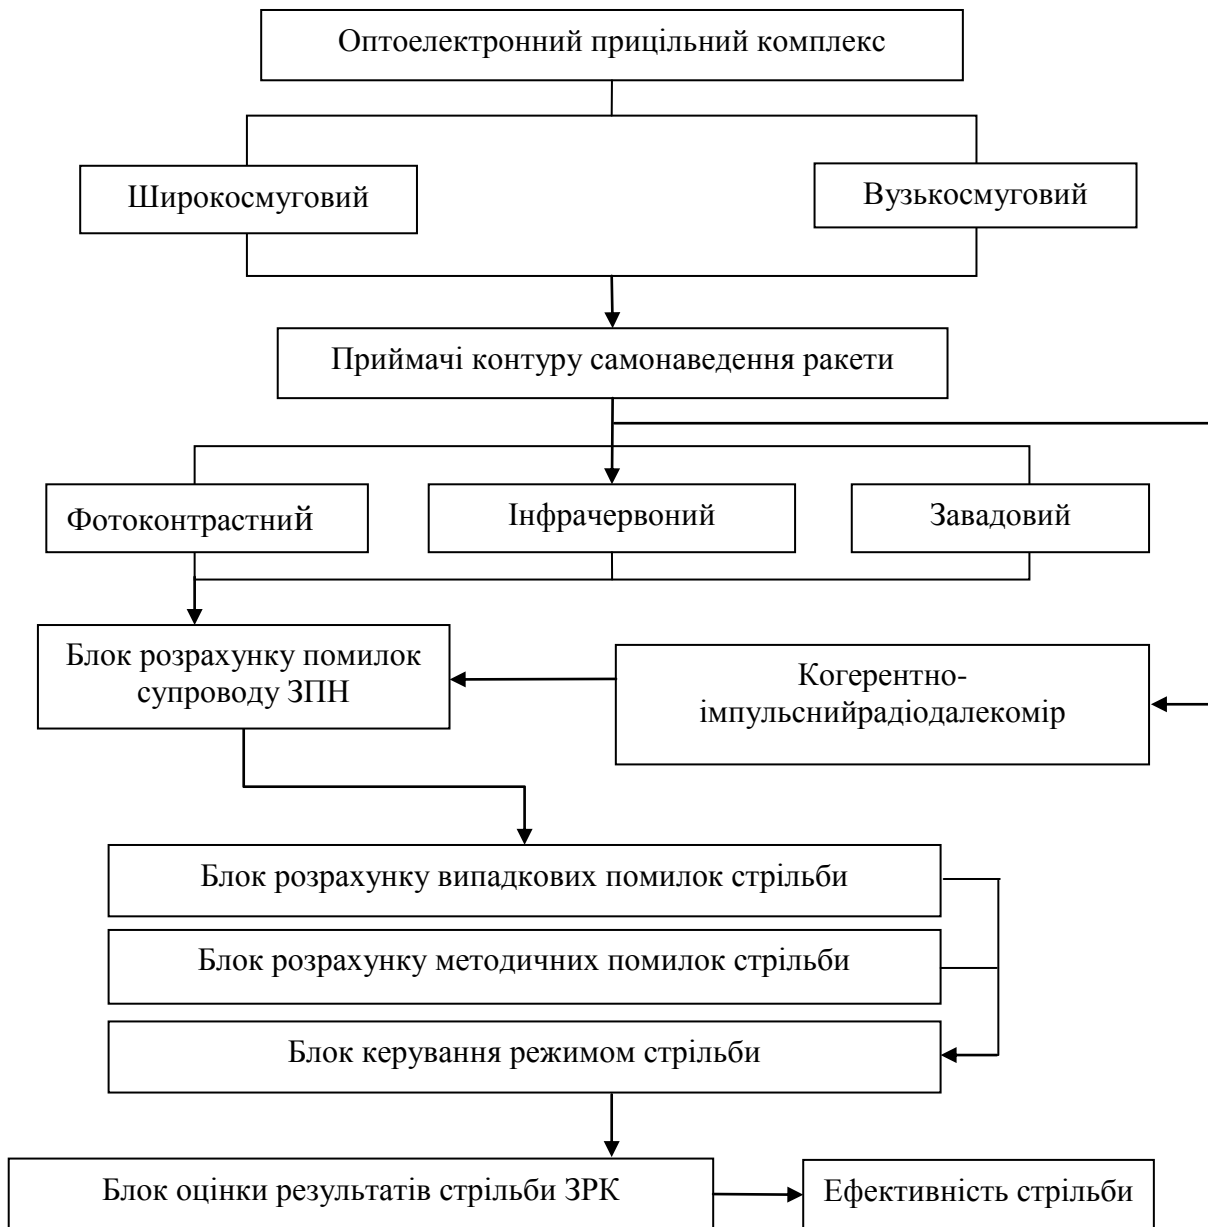 Оптоелектронний прицільний комплекс
Широкосмуговий
Вузькосмуговий
Приймачі контуру самонаведення ракети
Фотоконтрастний
Інфрачервоний
Завадовий
Блок розрахунку помилок
супроводу ЗПН
Когерентно-
імпульснийрадіодалекомір
Блок розрахунку випадкових помилок стрільби
Блок розрахунку методичних помилок стрільби
Блок керування режимом стрільби
Блок оцінки результатів стрільби ЗРК
Ефективність стрільби